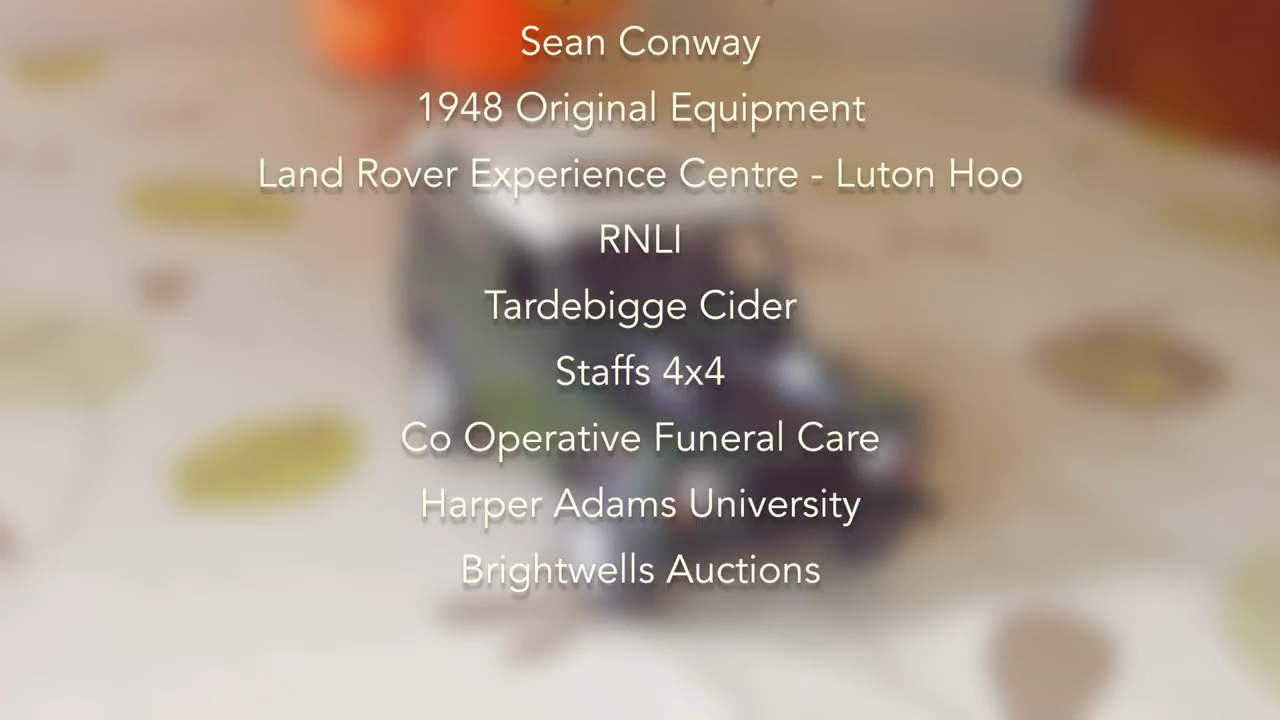 Sean Conway
1948 Original Equipment
Land Rover Experience Centre - Luton Hoo
RNLI
Tardebigge Cider
Staffs 4x4
Co Operative Funeral Care
Harper Adams University
Brightwells Auctions